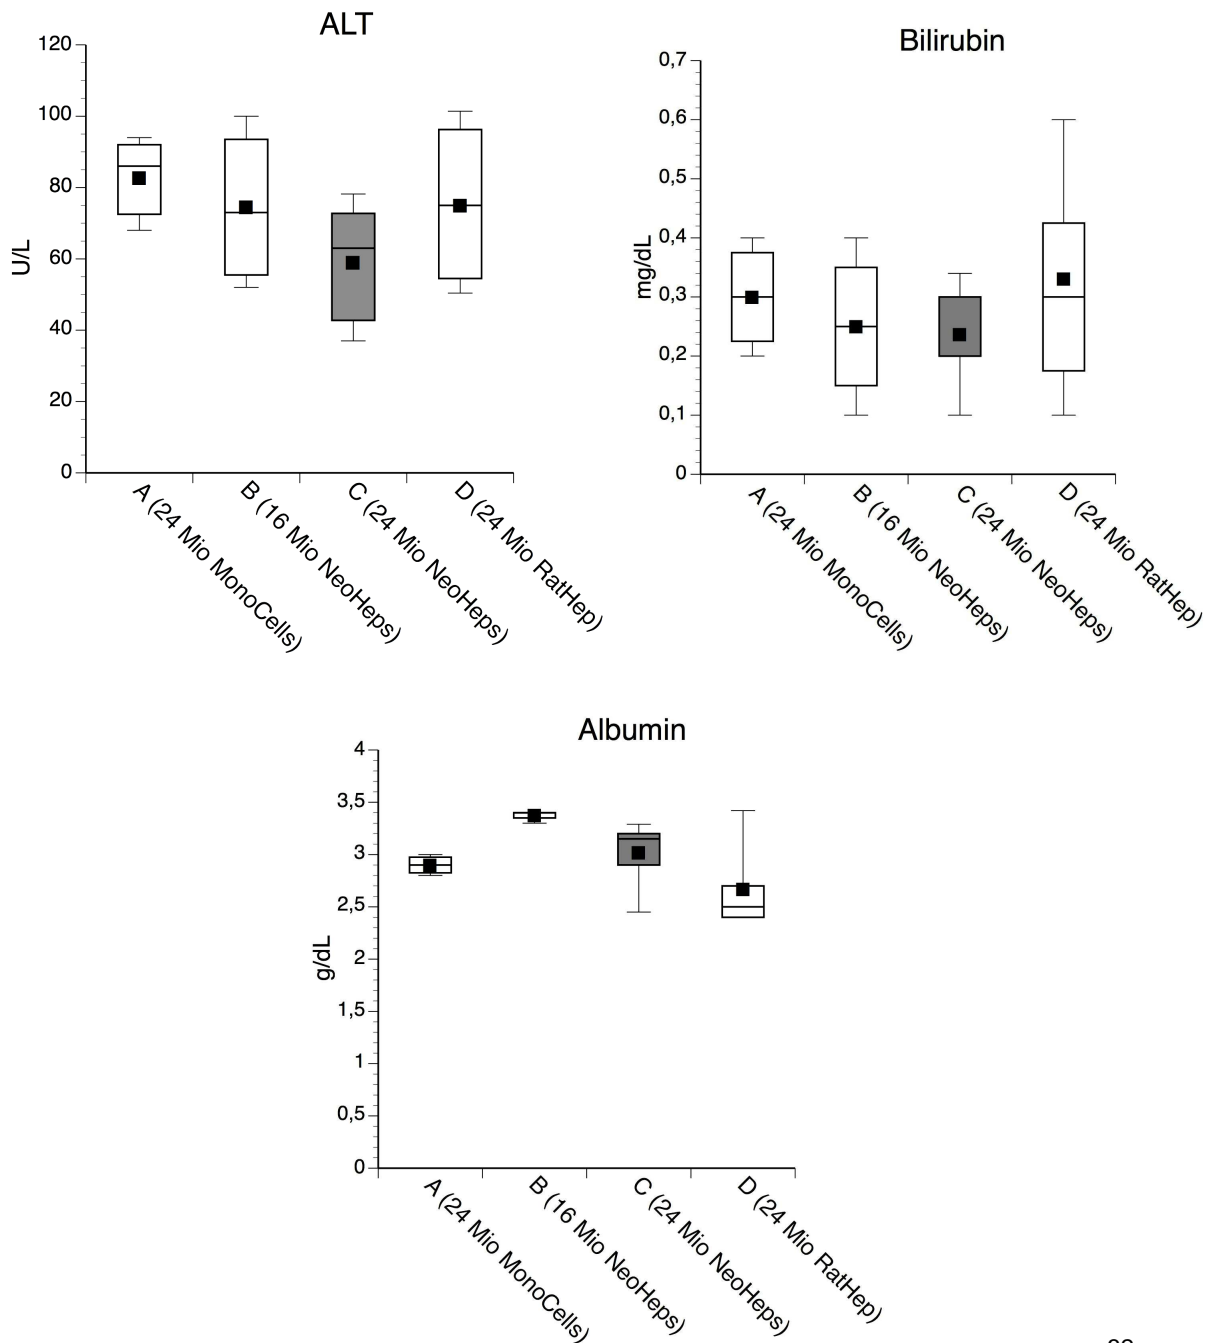 ALT
120
100
80
60
40
20
0
U/L
A (24 Mio MonoCells)
B (16 Mio NeoHeps)
C (24 Mio NeoHeps)
D (24 Mio RatHep)
Bilirubin
0,7
0,6
0,5
0,4
0,3
0,2
0,1
0
mg/dL
A (24 Mio MonoCells)
B (16 Mio NeoHeps)
C (24 Mio NeoHeps)
D (24 Mio RatHep)
Albumin
4
3,5
3
2,5
2
1,5
1
0,5
0
g/dL
A (24 Mio MonoCells)
B (16 Mio NeoHeps)
C (24 Mio NeoHeps)
D (24 Mio RatHep)